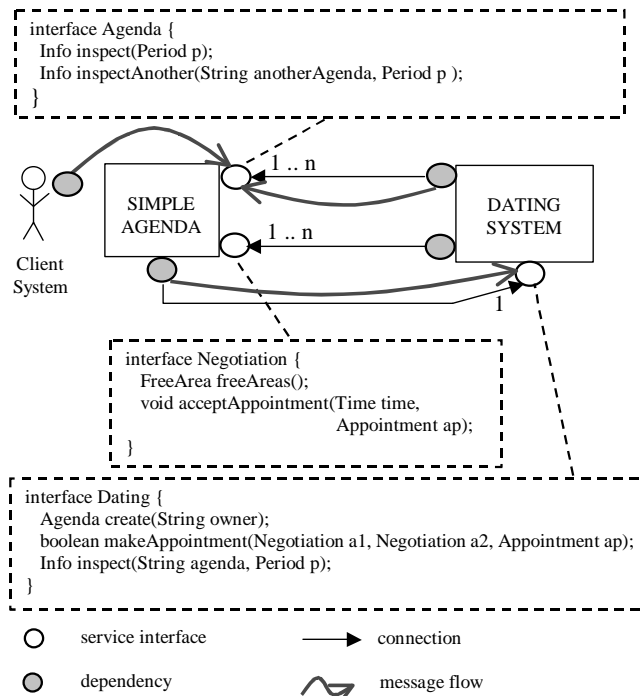 interface Agenda {
Info inspect(Period p);
Info inspectAnother(String anotherAgenda, Period p );
}
1 .. n
SIMPLE
AGENDA
DATING
SYSTEM
1 .. n
Client
System
1
interface Negotiation {
FreeArea freeAreas();
void acceptAppointment(Time time,
Appointment ap);
}
interface Dating {
Agenda create(String owner);
boolean makeAppointment(Negotiation a1, Negotiation a2, Appointment ap);
Info inspect(String agenda, Period p);
}
service interface
connection
dependency
message flow